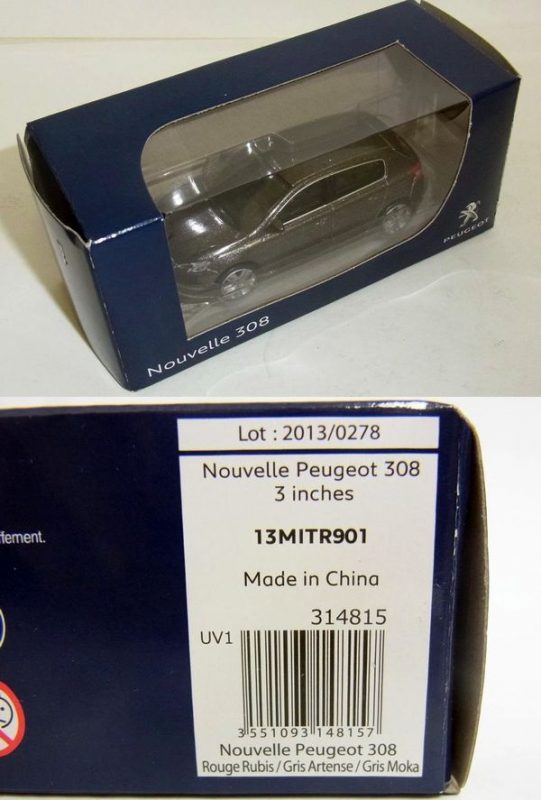 Nouvelle 308
PEUGEOT
Lot : 2013/0278
Nouvelle Peugeot 308
3 inches
13MITR901
Made in China
314815
UV1
3 551093 148157
Nouvelle Peugeot 308
Rouge Rubis / Gris Artense / Gris Moka